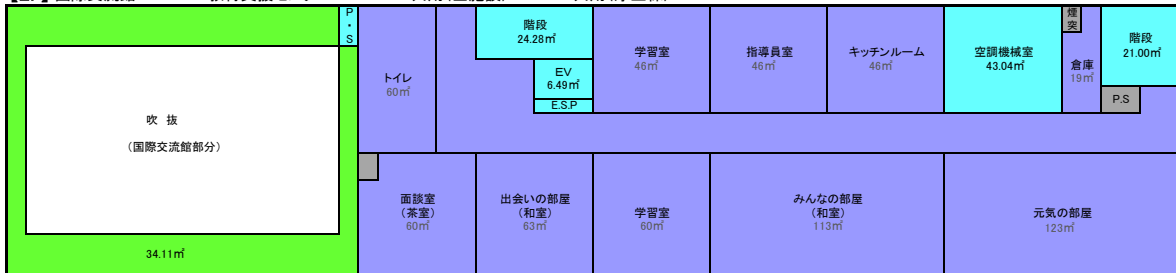 P
・
S
階段
24.28㎡
EV
6.49㎡
E.S.P
トイレ
60㎡
学習室
46㎡
指導員室
46㎡
キッチンルーム
46㎡
空調機械室
43.04㎡
煙
突
倉庫
19㎡
階段
21.00㎡
P.S
吹 抜
（国際交流館部分）
34.11㎡
面談室
（茶室）
60㎡
出会いの部屋
（和室）
63㎡
学習室
60㎡
みんなの部屋
（和室）
113㎡
元気の部屋
123㎡